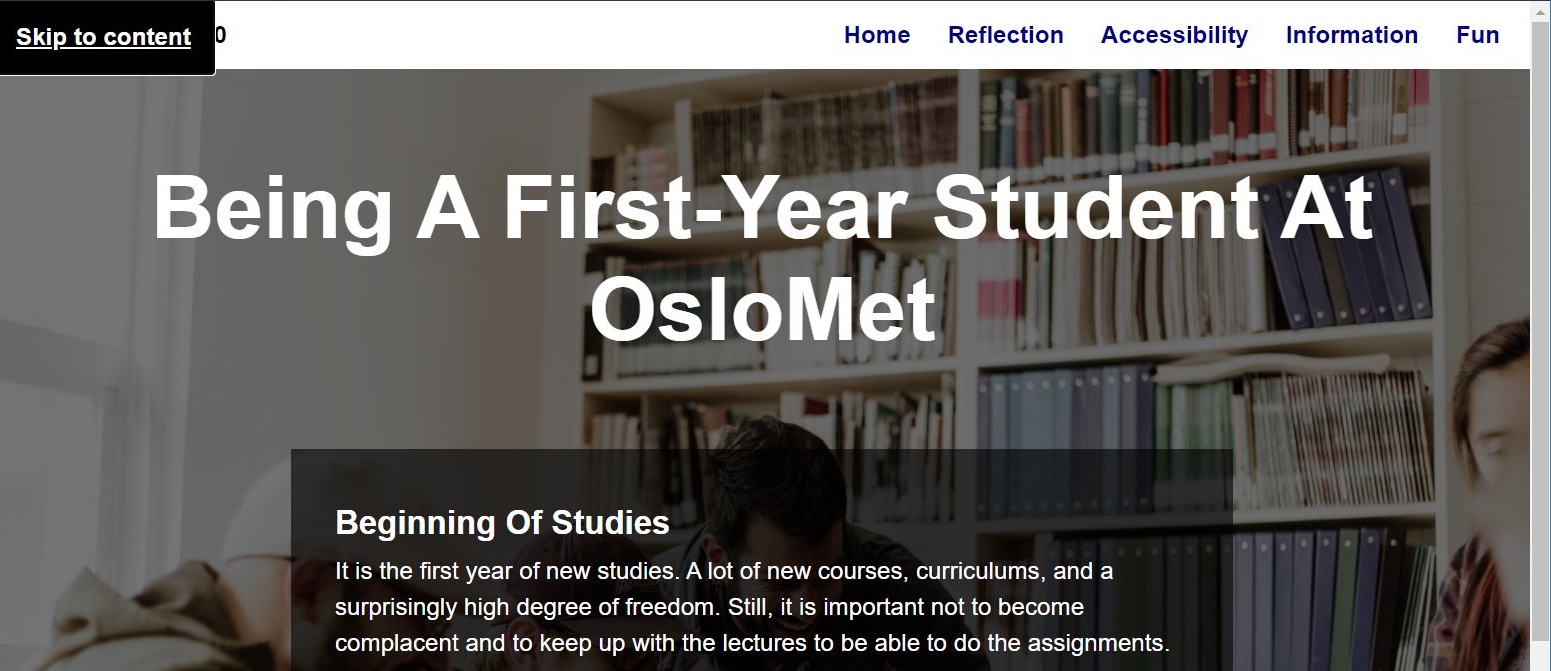 Skip to content
0
Home Reflection Accessibility Information Fun
Being A First-Year Student At
OsloMet
Beginning Of Studies
It is the first year of new studies. A lot of new courses, curriculums, and a
surprisingly high degree of freedom. Still, it is important not to become
complacent and to keep up with the lectures to be able to do the assignments.